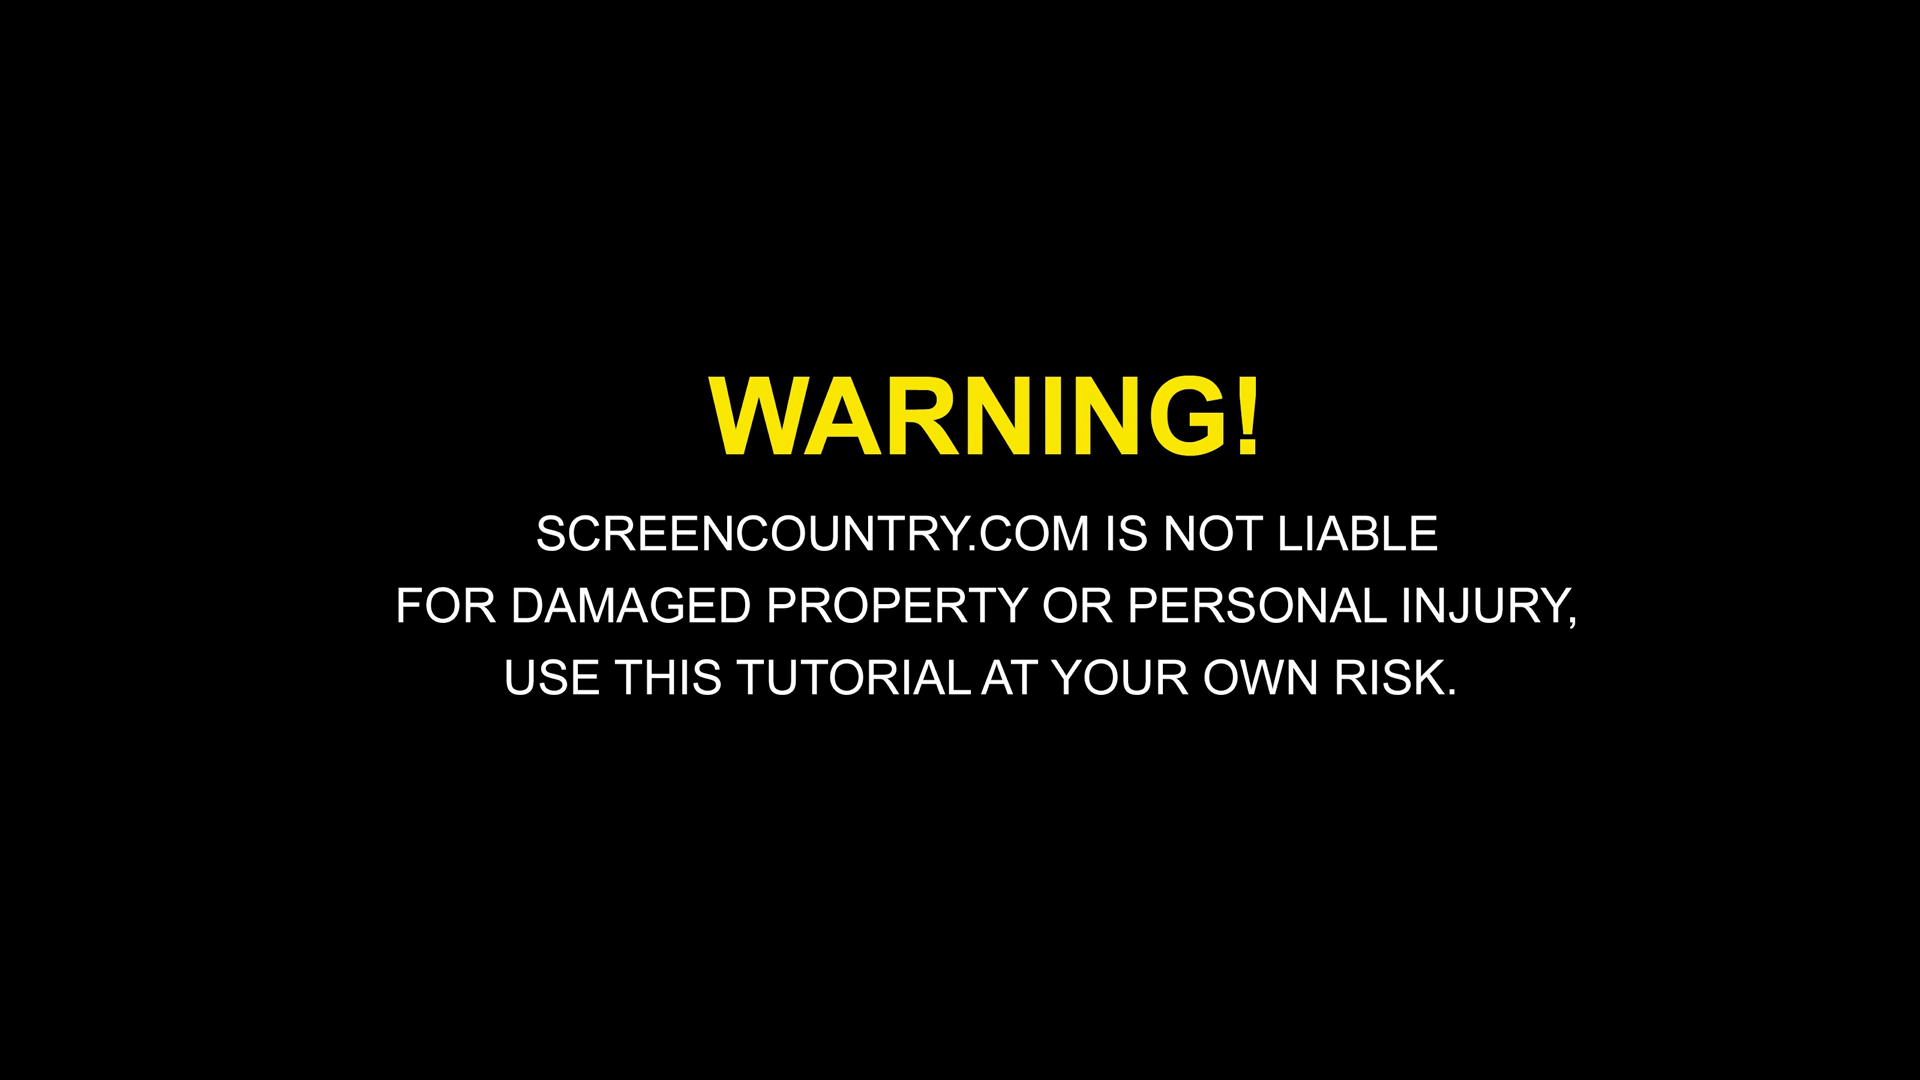 WARNING!
SCREENCOUNTRY.COM IS NOT LIABLE
FOR DAMAGED PROPERTY OR PERSONAL INJURY,
USE THIS TUTORIAL AT YOUR OWN RISK.